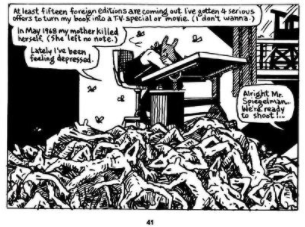 At least fifteen foreign editions are coming out. I've gotten 4 serious
offers to turn my book into a T.V. special or movie. (I don't wanna.)
In May 1968 my mother killed
herself. (She left no note.)
Lately I've been
feeling depressed.
Alright Mr.
Spiegelman...
We're ready
to shoot!...
41